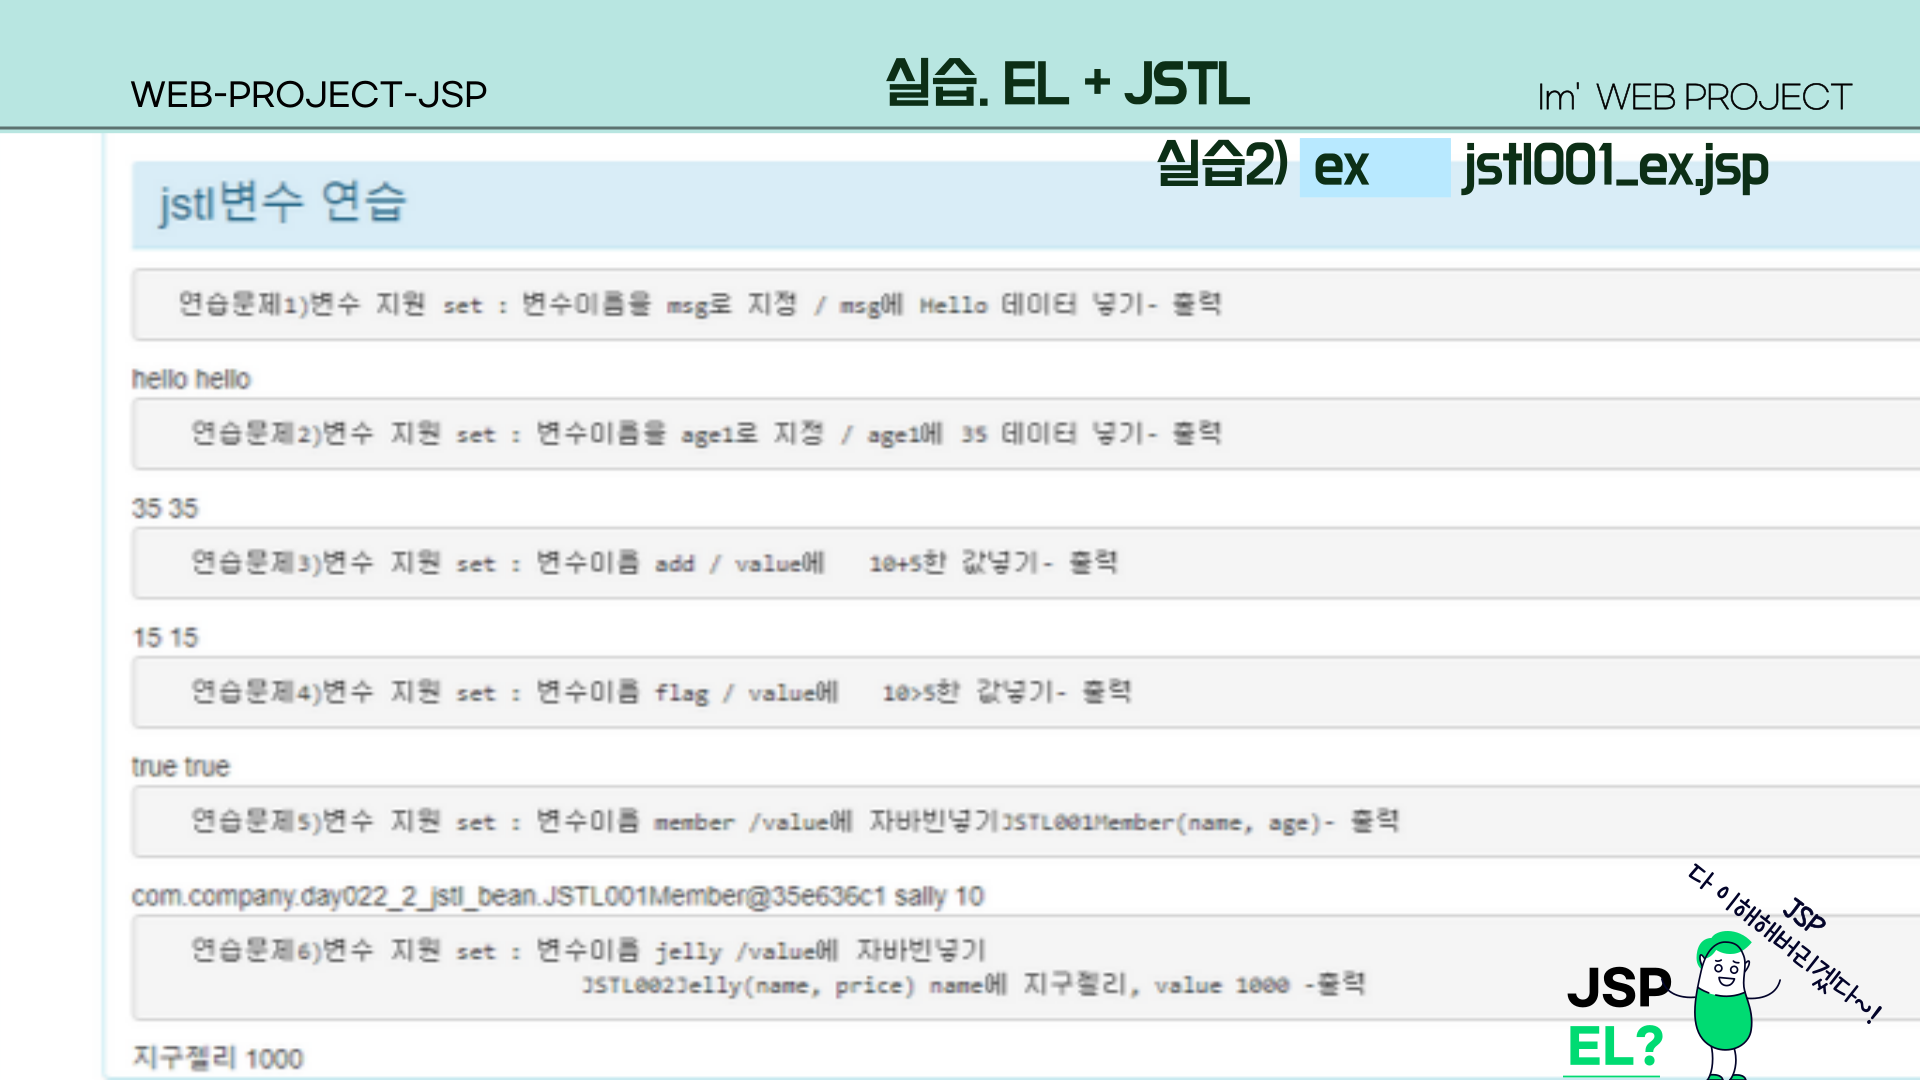 WEB-PROJECT-JSP
실습. EL + JSTL
Im' WEB PROJECT
실습2) ex jstl001_ex.jsp
jstl변수 연습
연습문제1)변수 지원 set : 변수이름을 msg로 지정 / msg에 Hello 데이터 넣기- 출력
hello hello
연습문제2)변수 지원 set : 변수이름을 age1로 지정 / age1에 35 데이터 넣기- 출력
35 35
연습문제3)변수 지원 set : 변수이름 add / value에 10+5한 값넣기- 출력
15 15
연습문제4)변수 지원 set : 변수이름 flag / value에 10>5한 값넣기- 출력
true true
연습문제5)변수 지원 set : 변수이름 member /value에 자바빈넣기JSTL001Member(name, age)- 출력
com.company.day022_2_jstl_bean.JSTL001Member@35e636c1 sally 10
연습문제6)변수 지원 set : 변수이름 jelly /value에 자바빈넣기
JSTL002Jelly(name, price) name에 지구젤리, value 1000 -출력
지구젤리 1000
JSP
다 이해해버리겠다~!
JSP
EL?